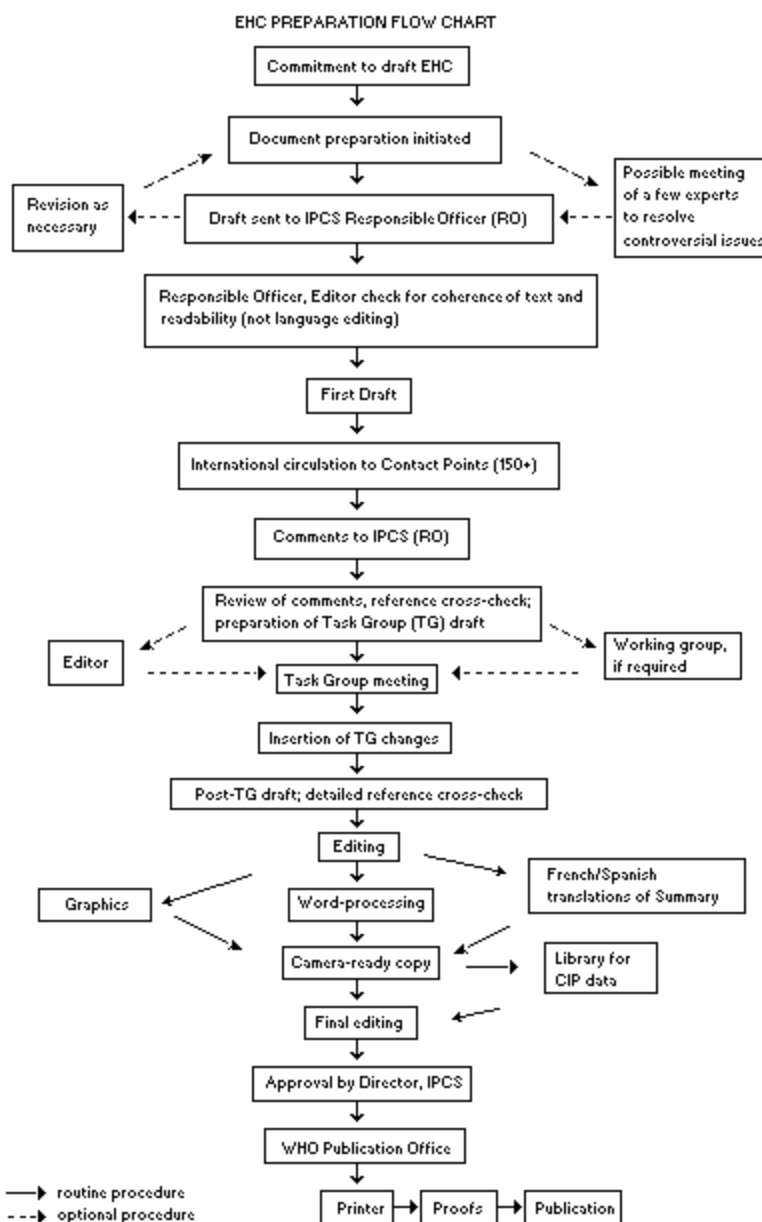 EHC PREPARATION FLOW CHART
Commitment to draft EHC
Document preparation initiated
Revision as
necessary
Draft sent to IPCS Responsible Officer (RO)
Possible meeting
of a few experts
to resolve
controversial issues
Responsible Officer, Editor check for coherence of text and
readability (not language editing)
First Draft
International circulation to Contact Points (150+)
Comments to IPCS (RO)
Review of comments, reference cross-check;
preparation of Task Group (TG) draft
Editor
Working group,
if required
Task Group meeting
Insertion of TG changes
Post-TG draft; detailed reference cross-check
Editing
French/Spanish
translations of Summary
Graphics
Word-processing
Camera-ready copy
Library for
CIP data
Final editing
Approval by Director, IPCS
WHO Publication Office
routine procedure
optional procedure
Printer
Proofs
Publication